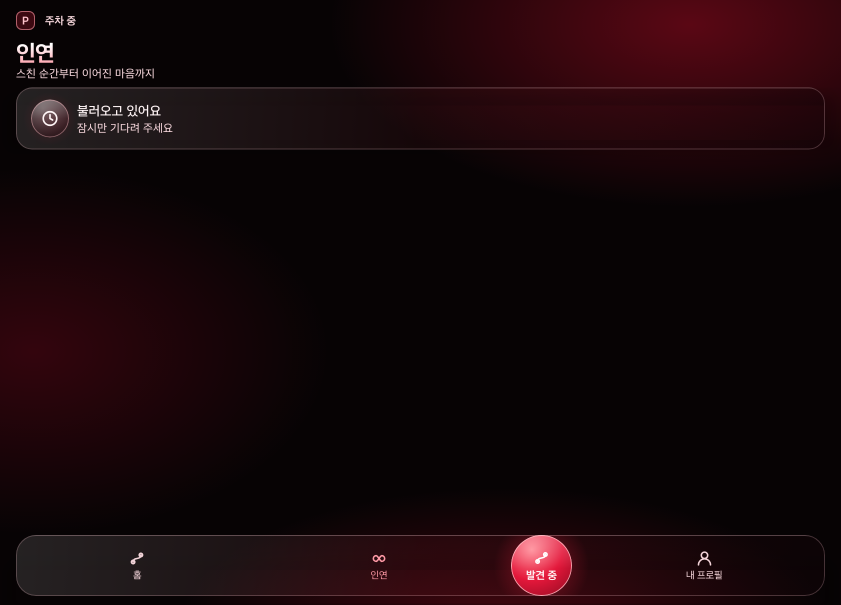 P 주차 중
인연
스친 순간부터 이어진 마음까지
불러오고 있어요
잠시만 기다려 주세요
홈
인연
발견 중
내 프로필